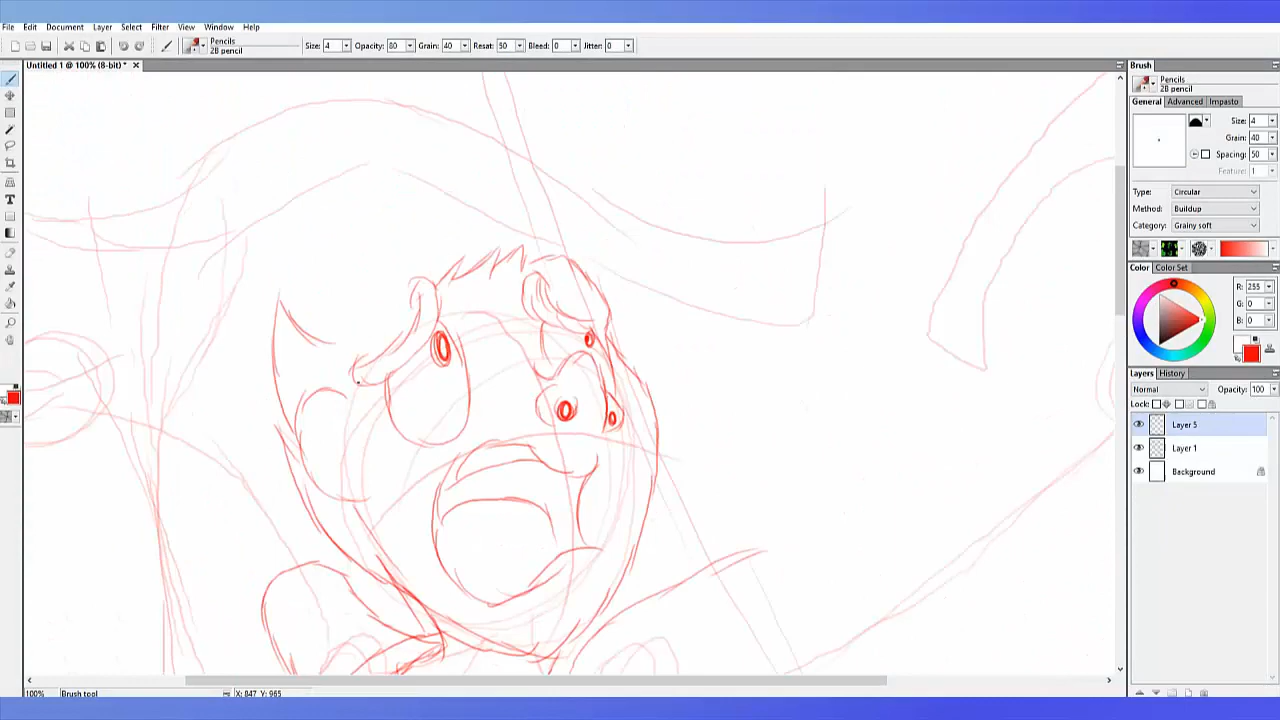 File Edit Document Layer Select Filter View Window Help
Pencils
2B pencil
Size: 4 Opacity: 80 Grain: 40 Resat: 50 Bleed: 0 Jitter: 0
Untitled 1 @ 100% (8-bit) *
Brush
Pencils
2B pencil
General Advanced Impasto
Size: 4
Grain: 40
Spacing: 50
Feature: 1
Type: Circular
Method: Buildup
Category: Grainy soft
Color Color Set
R: 255
G: 0
B: 0
Layers History
Normal Opacity: 100
Lock:
Layer 5
Layer 1
Background
100% Brush tool X: 847 Y: 965